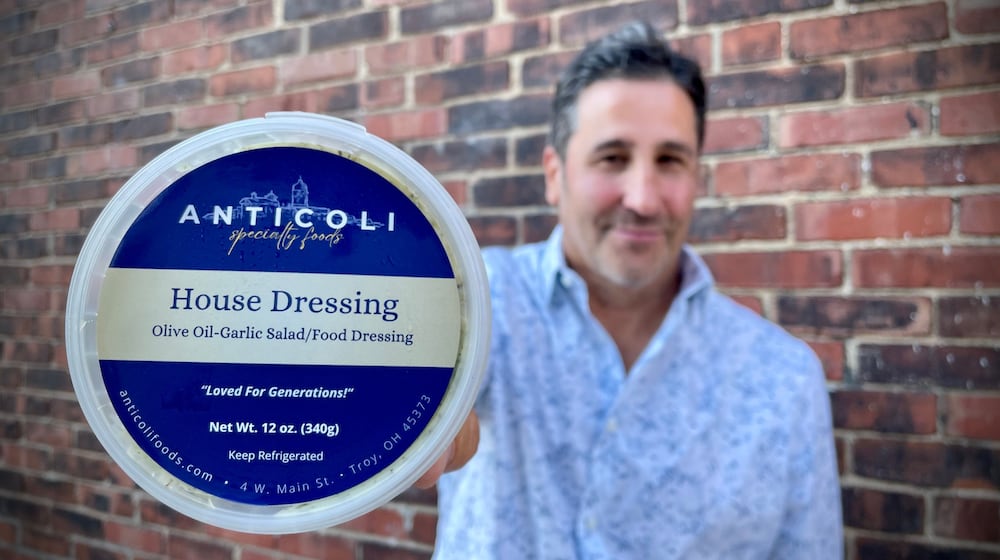 ANTICOLI
specialty foods
House Dressing
Olive Oil-Garlic Salad/Food Dressing
"Loved For Generations!"
Net Wt. 12 oz. (340g)
Keep Refrigerated
anticolifoods.com • 4 W. Main St. • Troy, OH 45373